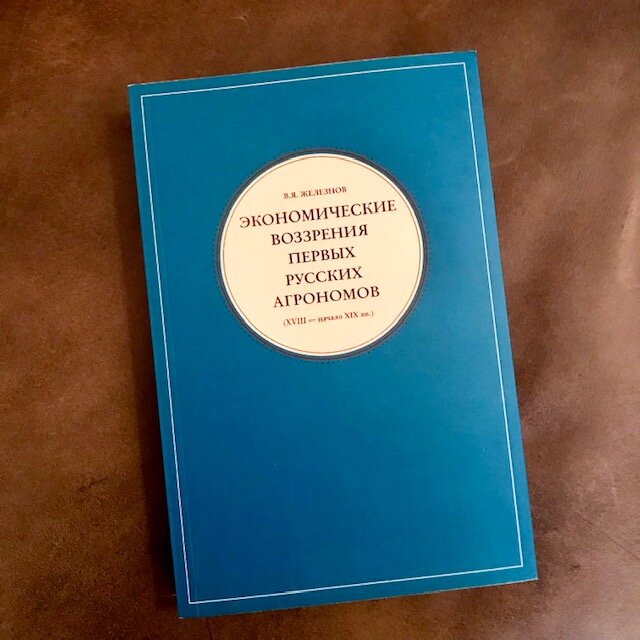 В.Я. ЖЕЛЕЗНОВ
ЭКОНОМИЧЕСКИЕ
ВОЗЗРЕНИЯ
ПЕРВЫХ
РУССКИХ
АГРОНОМОВ
(XVIII — начало XIX вв.)